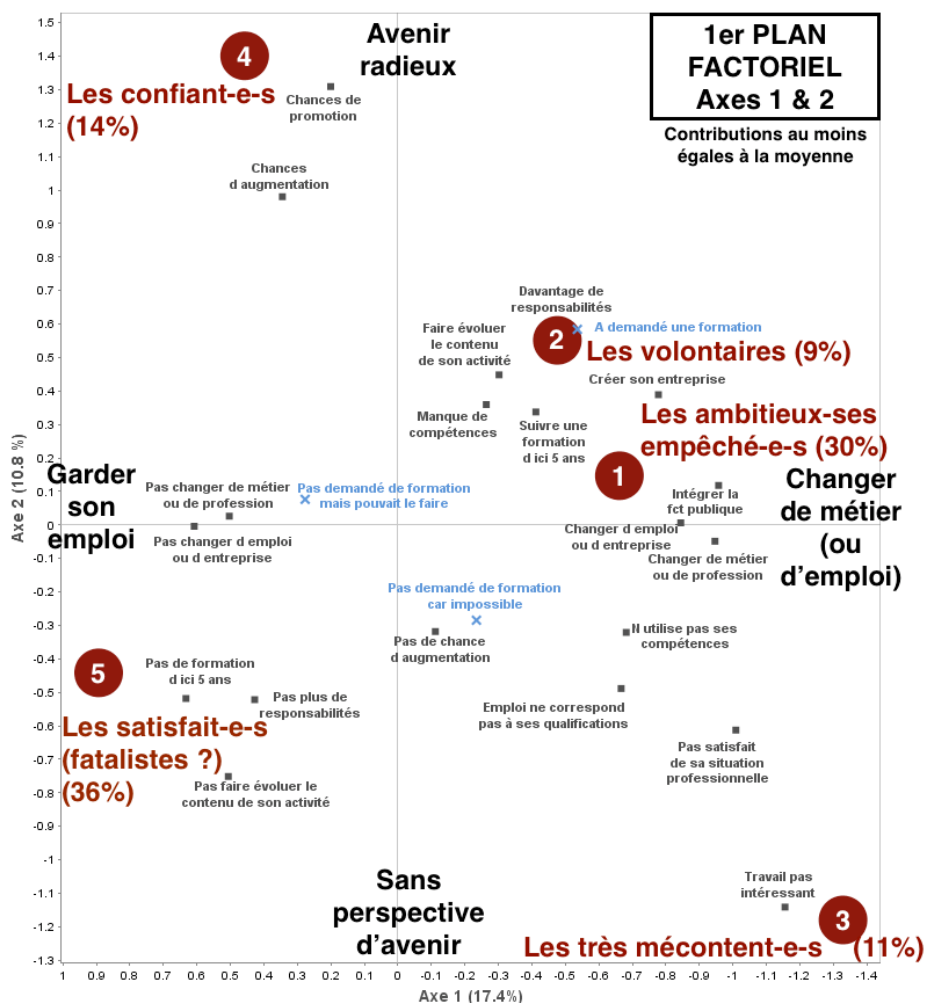 1er PLAN
FACTORIEL
Axes 1 & 2
Contributions au moins
égales à la moyenne
Avenir
radieux
4
Les confiant-e-s
(14%)
Chances de
promotion
Chances
d augmentation
Davantage de
responsabilités
A demandé une formation
2
Les volontaires (9%)
Faire évoluer
le contenu
de son activité
Créer son entreprise
Manque de
compétences
Suivre une
formation
d ici 5 ans
Les ambitieux-ses
empêché-e-s (30%)
1
Garder
son
emploi
Pas changer de métier
ou de profession
Pas demandé de formation
mais pouvait le faire
Pas changer d emploi
ou d entreprise
Intégrer la
fct publique
Changer d emploi
ou d entreprise
Changer de métier
ou de profession
Changer
de métier
(ou
d'emploi)
Pas demandé de formation
car impossible
Pas de chance
d augmentation
N utilise pas ses
compétences
Emploi ne correspond
pas à ses qualifications
Pas satisfait
de sa situation
professionnelle
5
Pas de formation
d ici 5 ans
Pas plus de
responsabilités
Les satisfait-e-s
(fatalistes ?)
(36%)
Pas faire évoluer le
contenu de son activité
Sans
perspective
d'avenir
Travail pas
intéressant
3
Les très mécontent-e-s (11%)
Axe 2 (10.8 %)
1.5
1.4
1.3
1.2
1.1
1
0.9
0.8
0.7
0.6
0.5
0.4
0.3
0.2
0.1
0
-0.1
-0.2
-0.3
-0.4
-0.5
-0.6
-0.7
-0.8
-0.9
-1
-1.1
-1.2
-1.3
1 0.9 0.8 0.7 0.6 0.5 0.4 0.3 0.2 0.1 0 -0.1 -0.2 -0.3 -0.4 -0.5 -0.6 -0.7 -0.8 -0.9 -1 -1.1 -1.2 -1.3 -1.4
Axe 1 (17.4%)